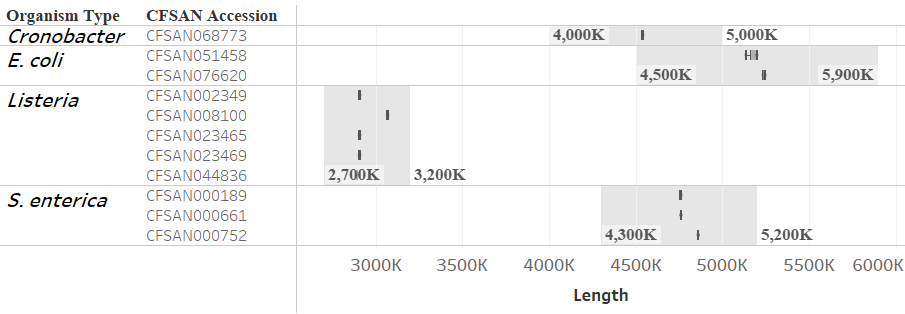 Organism Type CFSAN Accession
Cronobacter CFSAN068773 4,000K 5,000K
E. coli CFSAN051458
CFSAN076620 4,500K 5,900K
Listeria CFSAN002349
CFSAN008100
CFSAN023465
CFSAN023469
CFSAN044836 2,700K 3,200K
S. enterica CFSAN000189
CFSAN000661
CFSAN000752 4,300K 5,200K
3000K 3500K 4000K 4500K 5000K 5500K 6000K
Length